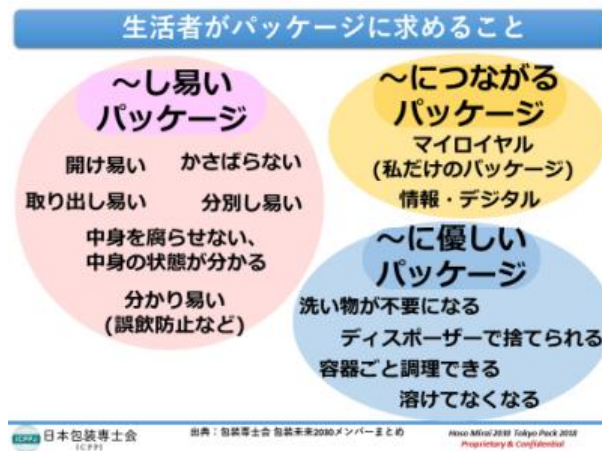 生活者がパッケージに求めること
～し易い
パッケージ
開け易い
かさばらない
取り出し易い
分別し易い
中身を腐らせない、
中身の状態が分かる
分かり易い
(誤飲防止など)
～につながる
パッケージ
マイロイヤル
(私だけのパッケージ)
情報・デジタル
～に優しい
パッケージ
洗い物が不要になる
ディスポーザーで捨てられる
容器ごと調理できる
溶けてなくなる
日本包装専士会
ICPPJ
出典：包装専士会 包装未来2030メンバーまとめ
Hoso Mirai 2030 Tokyo Pack 2018
Proprietary & Confidential